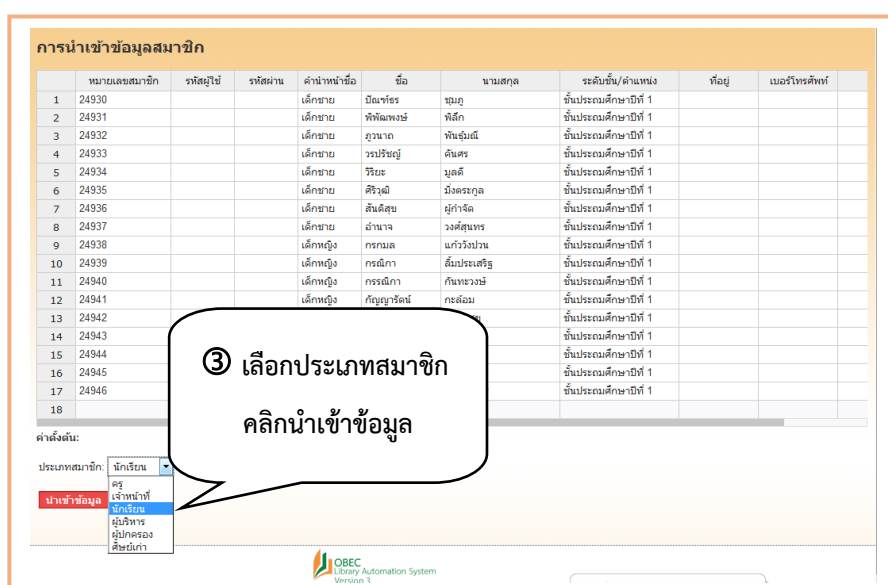 การนำเข้าข้อมูลสมาชิก
หมายเลขสมาชิก รหัสผู้ใช้ รหัสผ่าน คำนำหน้าชื่อ ชื่อ นามสกุล ระดับชั้น/ตำแหน่ง ที่อยู่ เบอร์โทรศัพท์
1 24930 เด็กชาย ปัณฑ์ธร ชุมภู ชั้นประถมศึกษาปีที่ 1
2 24931 เด็กชาย พิพัฒพงษ์ พิลึก ชั้นประถมศึกษาปีที่ 1
3 24932 เด็กชาย ภูวนาถ พันธุ์มณี ชั้นประถมศึกษาปีที่ 1
4 24933 เด็กชาย วรปรัชญ์ คันศร ชั้นประถมศึกษาปีที่ 1
5 24934 เด็กชาย วิริยะ มูลดี ชั้นประถมศึกษาปีที่ 1
6 24935 เด็กชาย ศิริวุฒิ มิ่งตระกูล ชั้นประถมศึกษาปีที่ 1
7 24936 เด็กชาย สันติสุข ผู้กำจัด ชั้นประถมศึกษาปีที่ 1
8 24937 เด็กชาย อำนาจ วงศ์สุนทร ชั้นประถมศึกษาปีที่ 1
9 24938 เด็กหญิง กรกมล แก้ววังปวน ชั้นประถมศึกษาปีที่ 1
10 24939 เด็กหญิง กรณิกา ลิ้มประเสริฐ ชั้นประถมศึกษาปีที่ 1
11 24940 เด็กหญิง กรรณิกา กันทะวงษ์ ชั้นประถมศึกษาปีที่ 1
12 24941 เด็กหญิง กัญญารัตน์ กะล้อม ชั้นประถมศึกษาปีที่ 1
13 24942 ชั้นประถมศึกษาปีที่ 1
14 24943 ชั้นประถมศึกษาปีที่ 1
15 24944 ชั้นประถมศึกษาปีที่ 1
16 24945 ชั้นประถมศึกษาปีที่ 1
17 24946 ชั้นประถมศึกษาปีที่ 1
18
③ เลือกประเภทสมาชิก
คลิกนำเข้าข้อมูล
ค่าตั้งต้น:
ประเภทสมาชิก: นักเรียน
ครู
เจ้าหน้าที่
นักเรียน
ผู้บริหาร
ผู้ปกครอง
ศิษย์เก่า
นำเข้าข้อมูล
OBEC
Library Automation System
Version 3